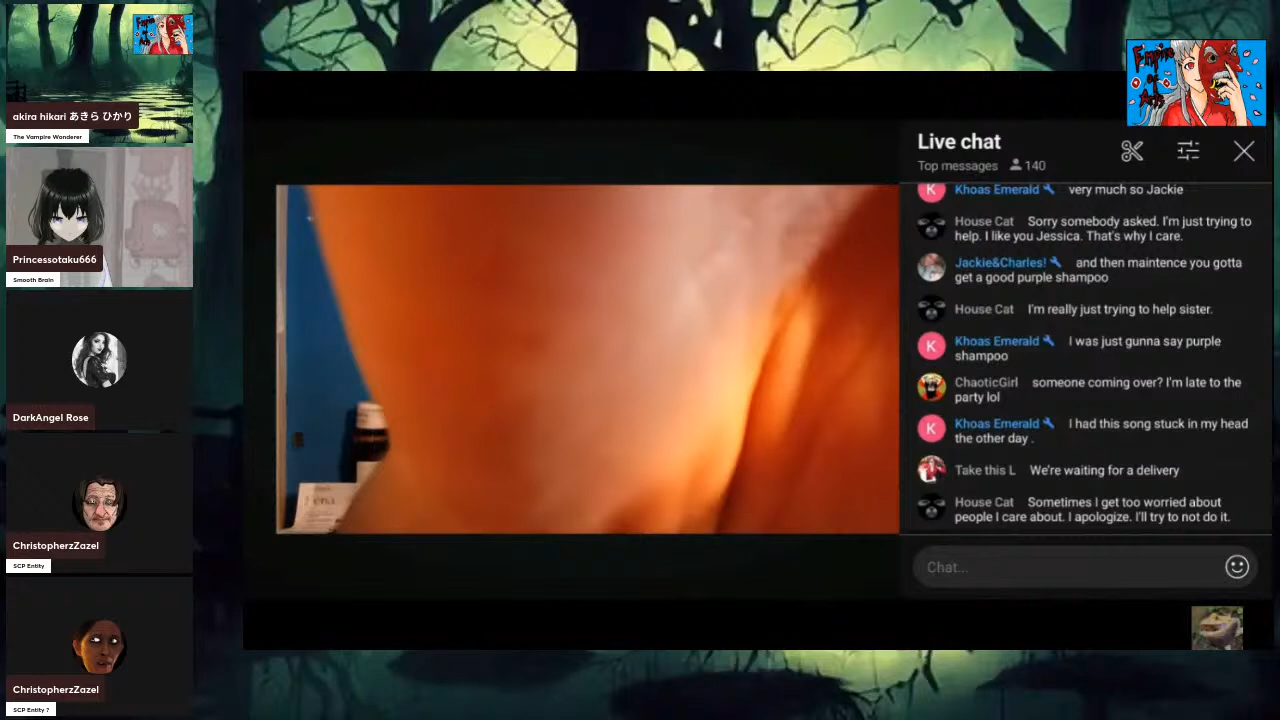 akira hikari あきら ひかり
The Vampire Wonderer
Princessotaku666
Smooth Brain
DarkAngel Rose
ChristopherzZazel
SCP Entity
ChristopherzZazel
SCP Entity ?
Empire
of
Arts
Live chat
Top messages 140
K Khoas Emerald very much so Jackie
House Cat Sorry somebody asked. I'm just trying to
help. I like you Jessica. That's why I care.
Jackie&Charles! and then maintence you gotta
get a good purple shampoo
House Cat I'm really just trying to help sister.
K Khoas Emerald I was just gunna say purple
shampoo
ChaoticGirl someone coming over? I'm late to the
party lol
K Khoas Emerald I had this song stuck in my head
the other day .
Take this L We're waiting for a delivery
House Cat Sometimes I get too worried about
people I care about. I apologize. I'll try to not do it.
Chat...